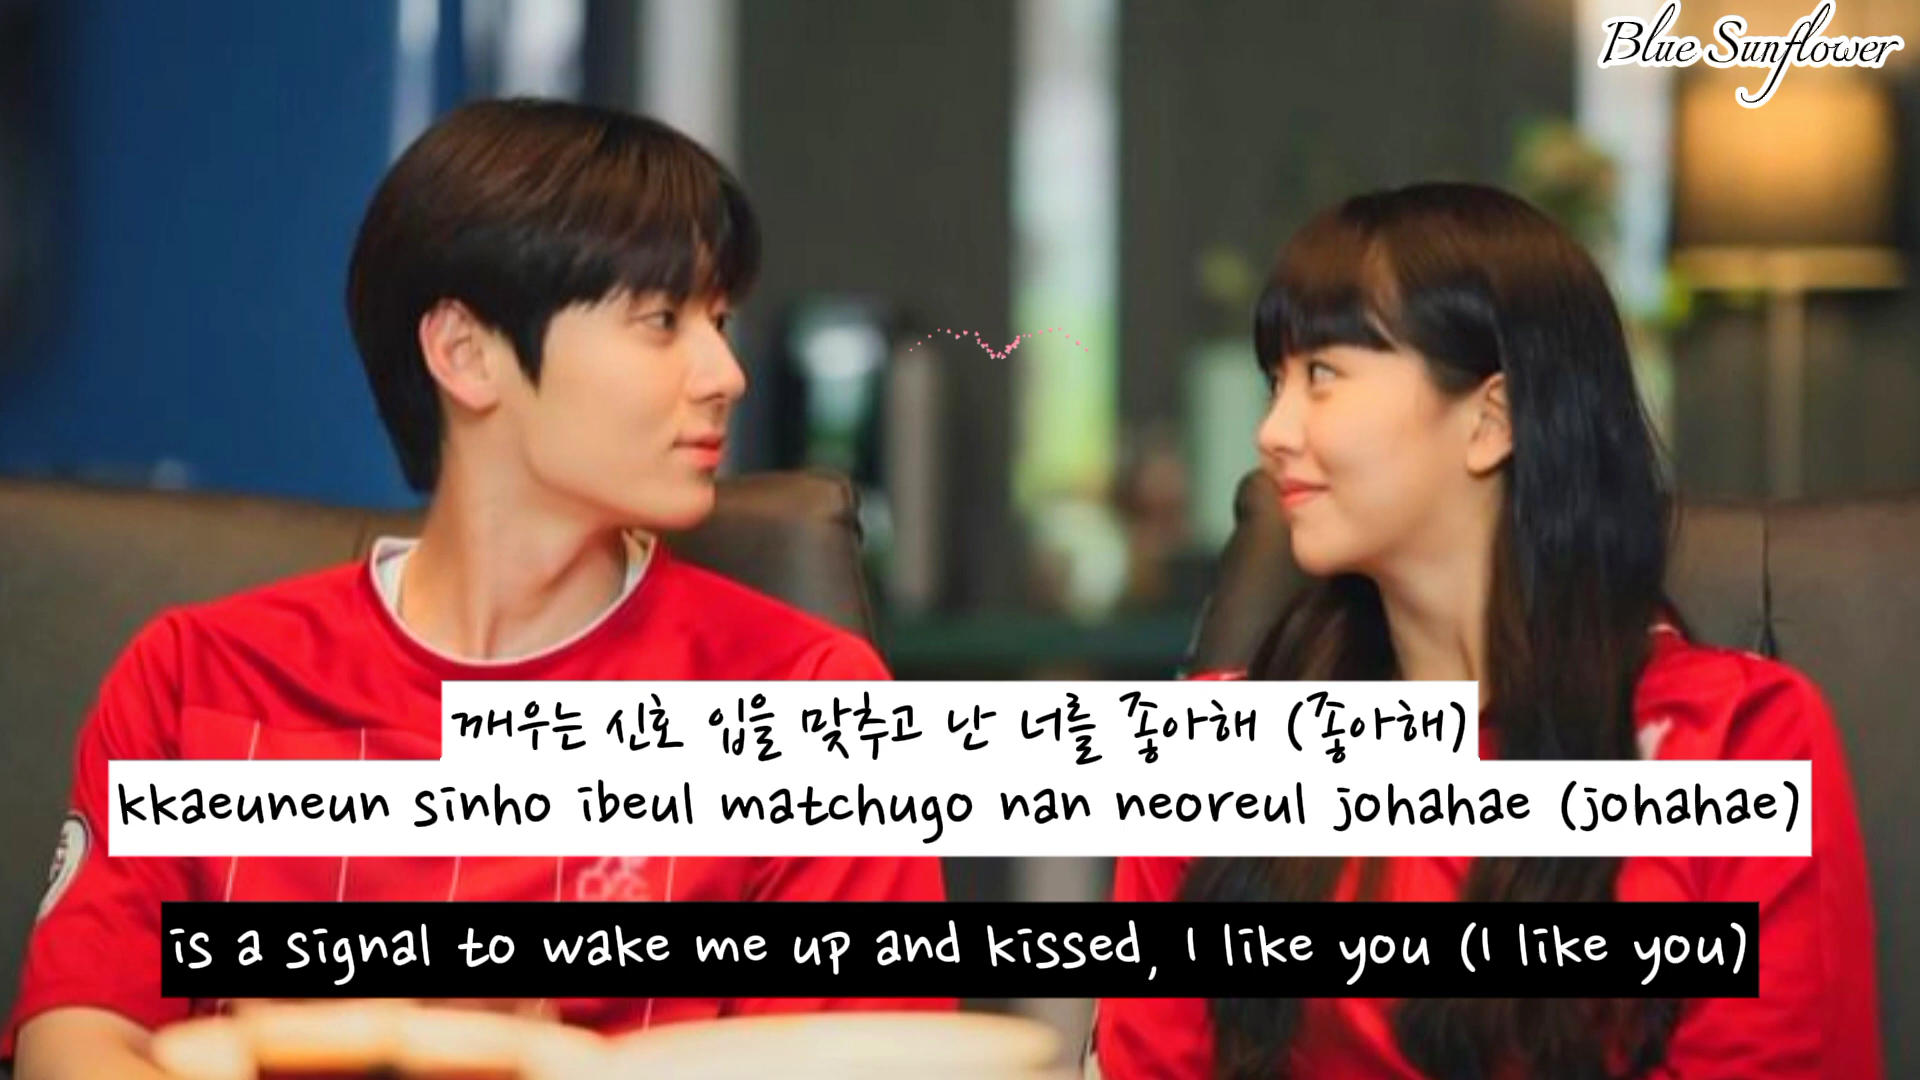 Blue Sunflower
깨우는 신호 입을 맞추고 난 너를 좋아해 (좋아해)
kkaeuneun sinho ibeul matchugo nan neoreul johahae (johahae)
is a signal to wake me up and kissed, I like you (I like you)